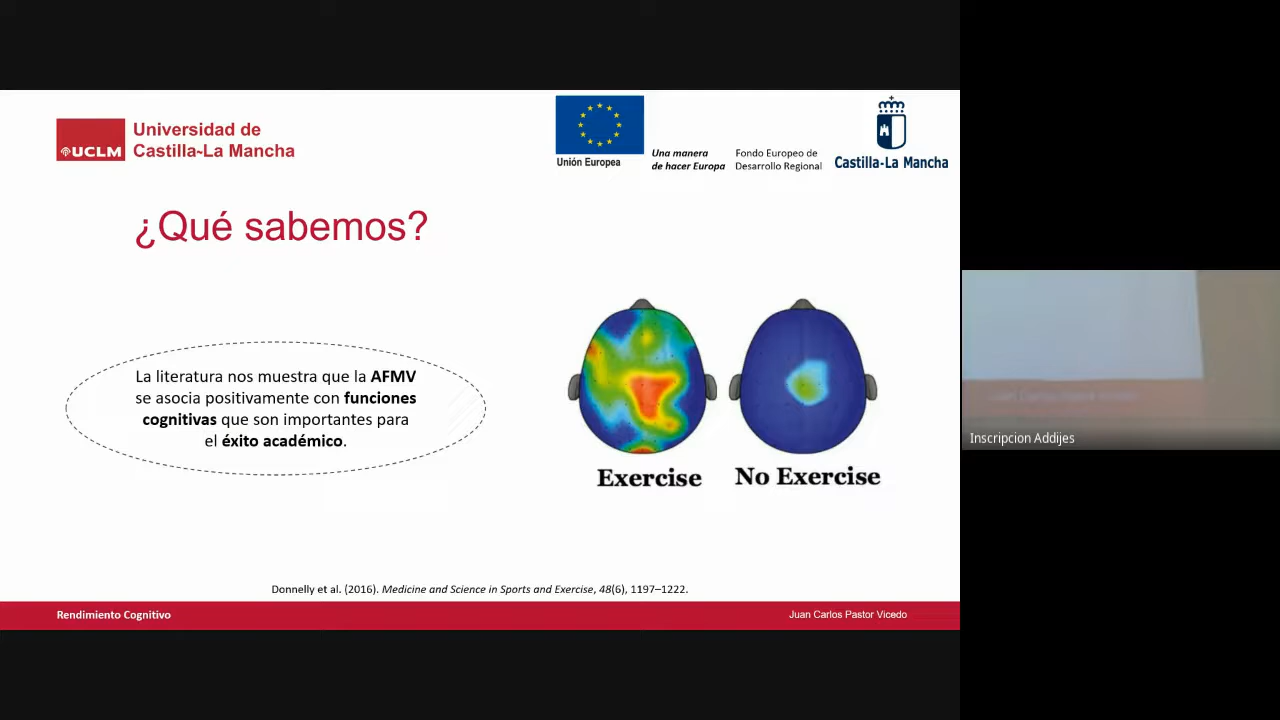 UCLM
Universidad de
Castilla-La Mancha
Unión Europea
Una manera
de hacer Europa
Fondo Europeo de
Desarrollo Regional
Castilla-La Mancha
¿Qué sabemos?
La literatura nos muestra que la AFMV
se asocia positivamente con funciones
cognitivas que son importantes para
el éxito académico.
Exercise
No Exercise
Donnelly et al. (2016). Medicine and Science in Sports and Exercise, 48(6), 1197–1222.
Rendimiento Cognitivo
Juan Carlos Pastor Vicedo
Inscripcion Addijes